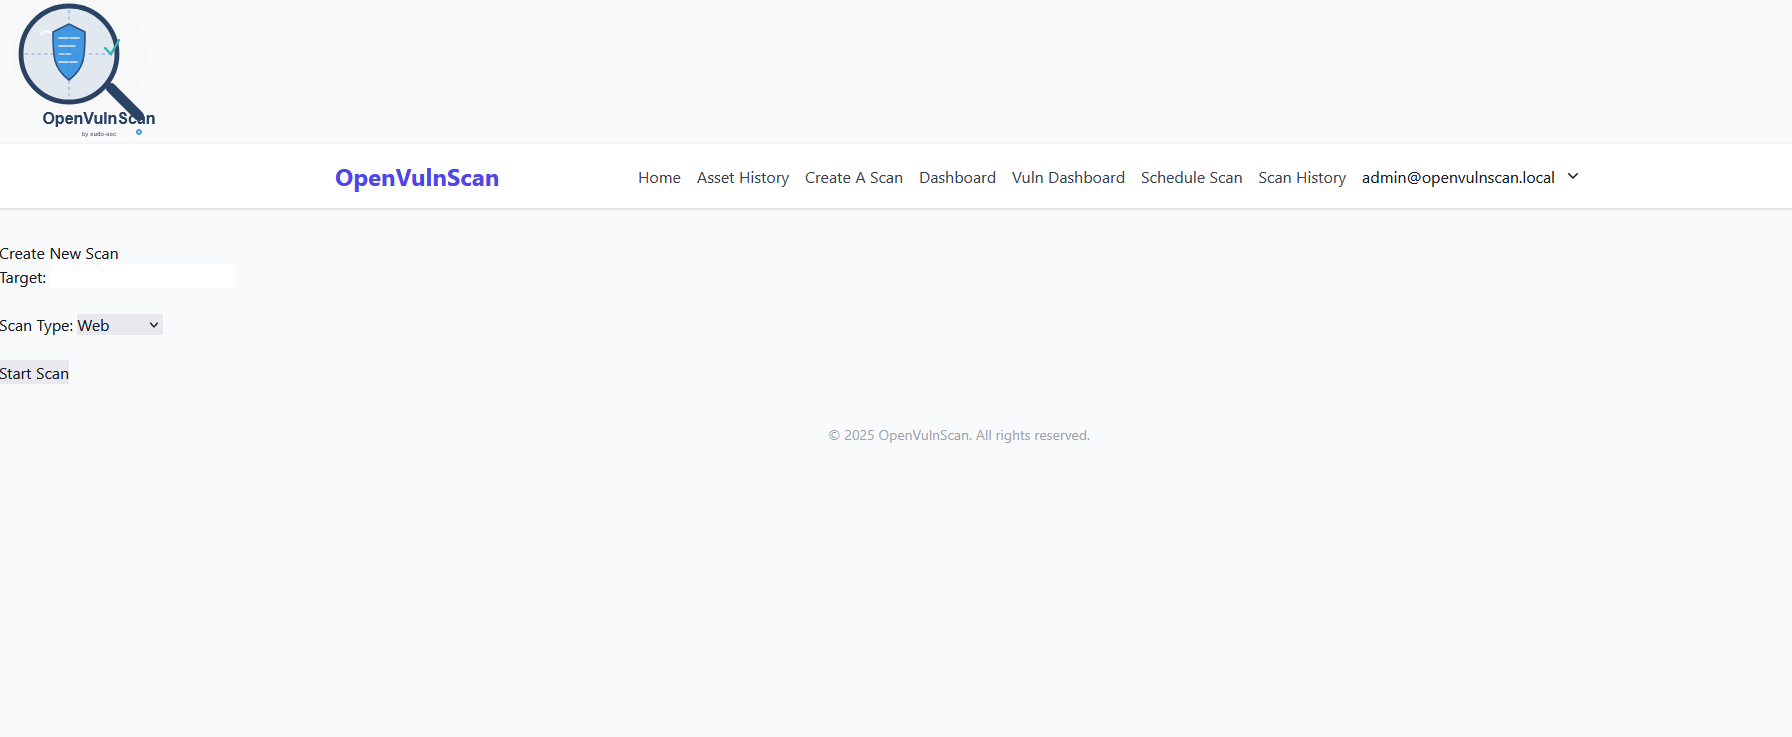 OpenVulnScan
by sudo-sec
OpenVulnScan
Home Asset History Create A Scan Dashboard Vuln Dashboard Schedule Scan Scan History admin@openvulnscan.local
Create New Scan
Target:
Scan Type: Web
Start Scan
© 2025 OpenVulnScan. All rights reserved.